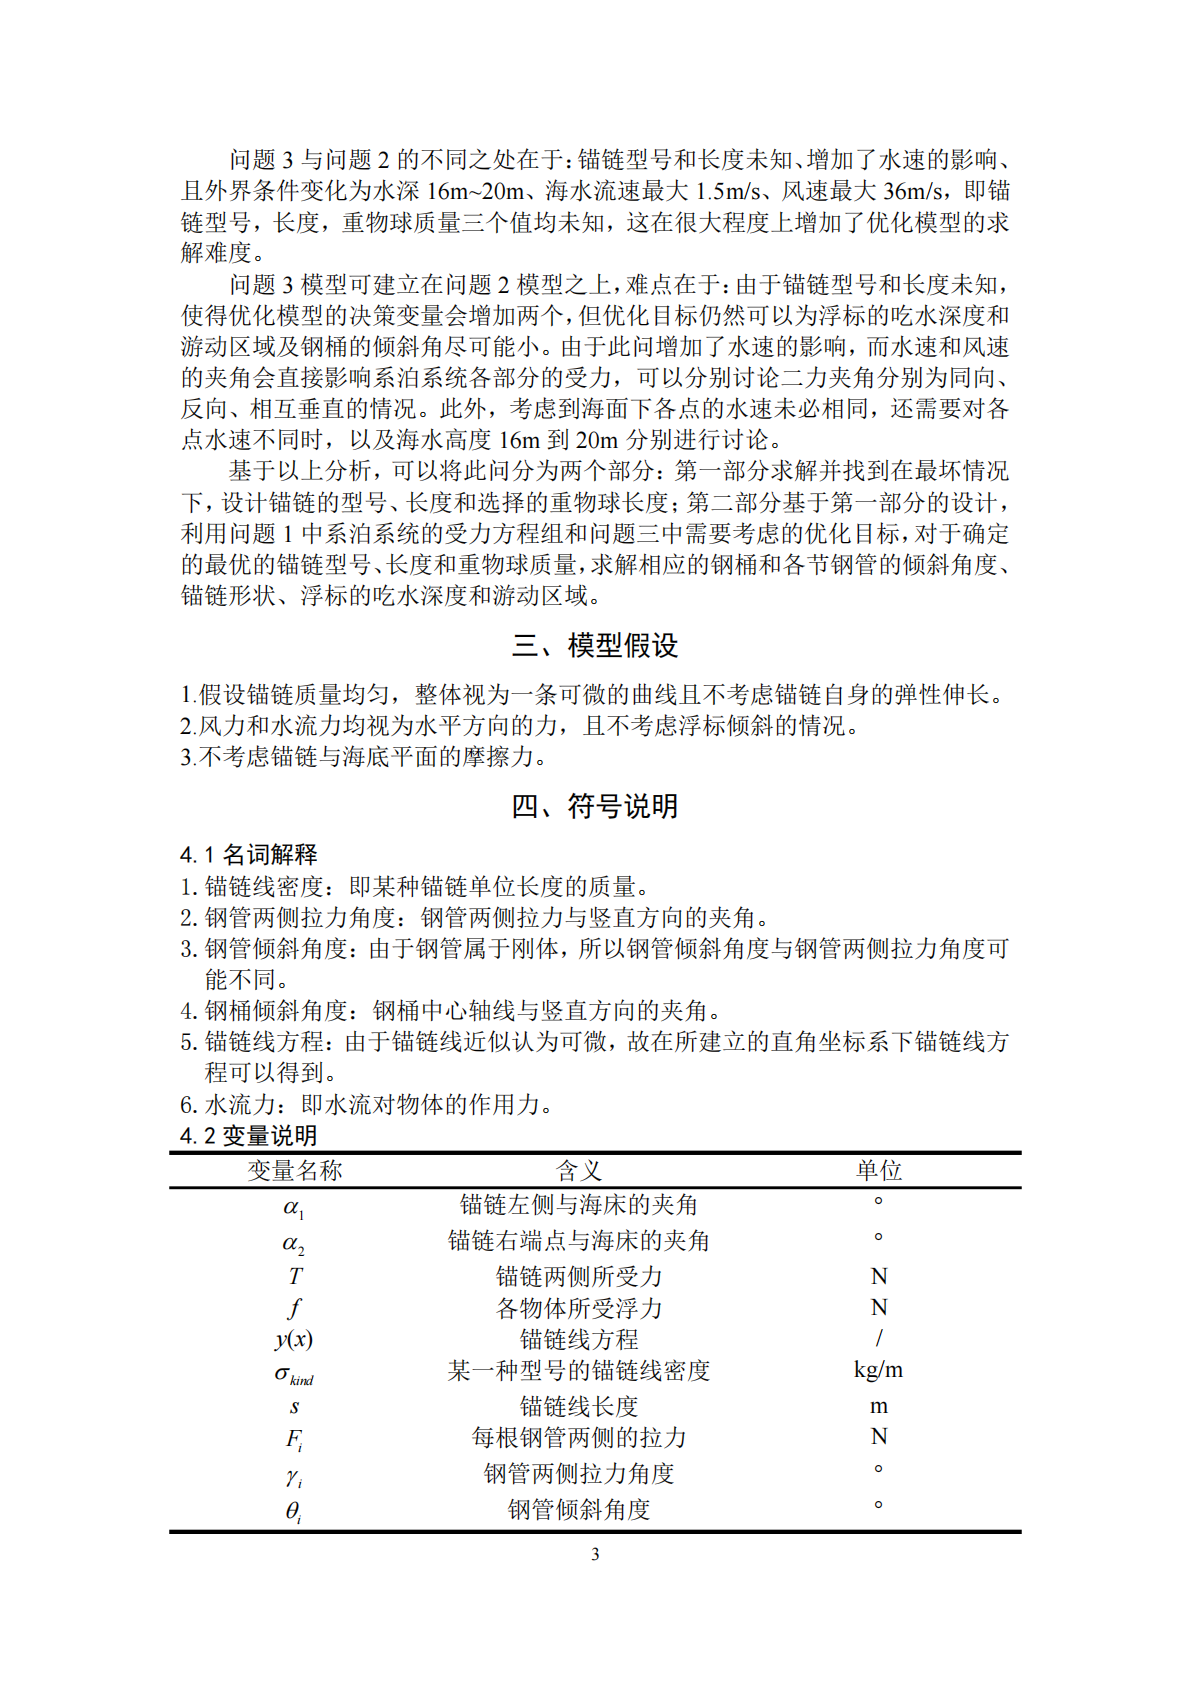 问题 3 与问题 2 的不同之处在于：锚链型号和长度未知、增加了水速的影响、
且外界条件变化为水深 16m~20m、海水流速最大 1.5m/s、风速最大 36m/s，即锚
链型号，长度，重物球质量三个值均未知，这在很大程度上增加了优化模型的求
解难度。
问题 3 模型可建立在问题 2 模型之上，难点在于：由于锚链型号和长度未知，
使得优化模型的决策变量会增加两个，但优化目标仍然可以为浮标的吃水深度和
游动区域及钢桶的倾斜角尽可能小。由于此问增加了水速的影响，而水速和风速
的夹角会直接影响系泊系统各部分的受力，可以分别讨论二力夹角分别为同向、
反向、相互垂直的情况。此外，考虑到海面下各点的水速未必相同，还需要对各
点水速不同时，以及海水高度 16m 到 20m 分别进行讨论。
基于以上分析，可以将此问分为两个部分：第一部分求解并找到在最坏情况
下，设计锚链的型号、长度和选择的重物球长度；第二部分基于第一部分的设计，
利用问题 1 中系泊系统的受力方程组和问题三中需要考虑的优化目标，对于确定
的最优的锚链型号、长度和重物球质量，求解相应的钢桶和各节钢管的倾斜角度、
锚链形状、浮标的吃水深度和游动区域。
三、模型假设
1.假设锚链质量均匀，整体视为一条可微的曲线且不考虑锚链自身的弹性伸长。
2.风力和水流力均视为水平方向的力，且不考虑浮标倾斜的情况。
3.不考虑锚链与海底平面的摩擦力。
四、符号说明
4.1 名词解释
1. 锚链线密度：即某种锚链单位长度的质量。
2. 钢管两侧拉力角度：钢管两侧拉力与竖直方向的夹角。
3. 钢管倾斜角度：由于钢管属于刚体，所以钢管倾斜角度与钢管两侧拉力角度可
能不同。
4. 钢桶倾斜角度：钢桶中心轴线与竖直方向的夹角。
5. 锚链线方程：由于锚链线近似认为可微，故在所建立的直角坐标系下锚链线方
程可以得到。
6. 水流力：即水流对物体的作用力。
4.2 变量说明
变量名称 含义 单位
α₁ 锚链左侧与海床的夹角 °
α₂ 锚链右端点与海床的夹角 °
T 锚链两侧所受力 N
f 各物体所受浮力 N
y(x) 锚链线方程 /
σkind 某一种型号的锚链线密度 kg/m
s 锚链线长度 m
Fi 每根钢管两侧的拉力 N
γi 钢管两侧拉力角度 °
θi 钢管倾斜角度 °
3